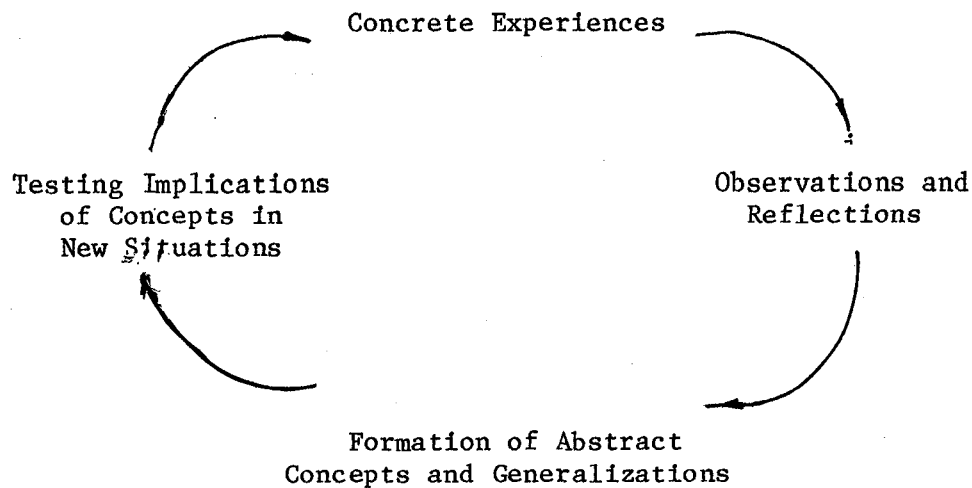 Concrete Experiences
Observations and
Reflections
Formation of Abstract
Concepts and Generalizations
Testing Implications
of Concepts in
New Situations